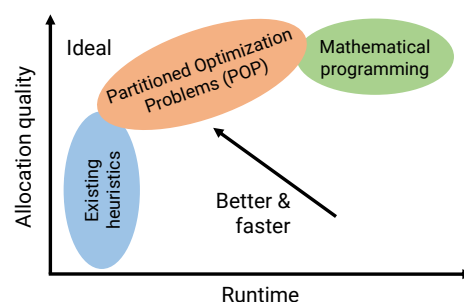 Ideal
Partitioned Optimization
Problems (POP)
Mathematical
programming
Existing
heuristics
Better &
faster
Allocation quality
Runtime